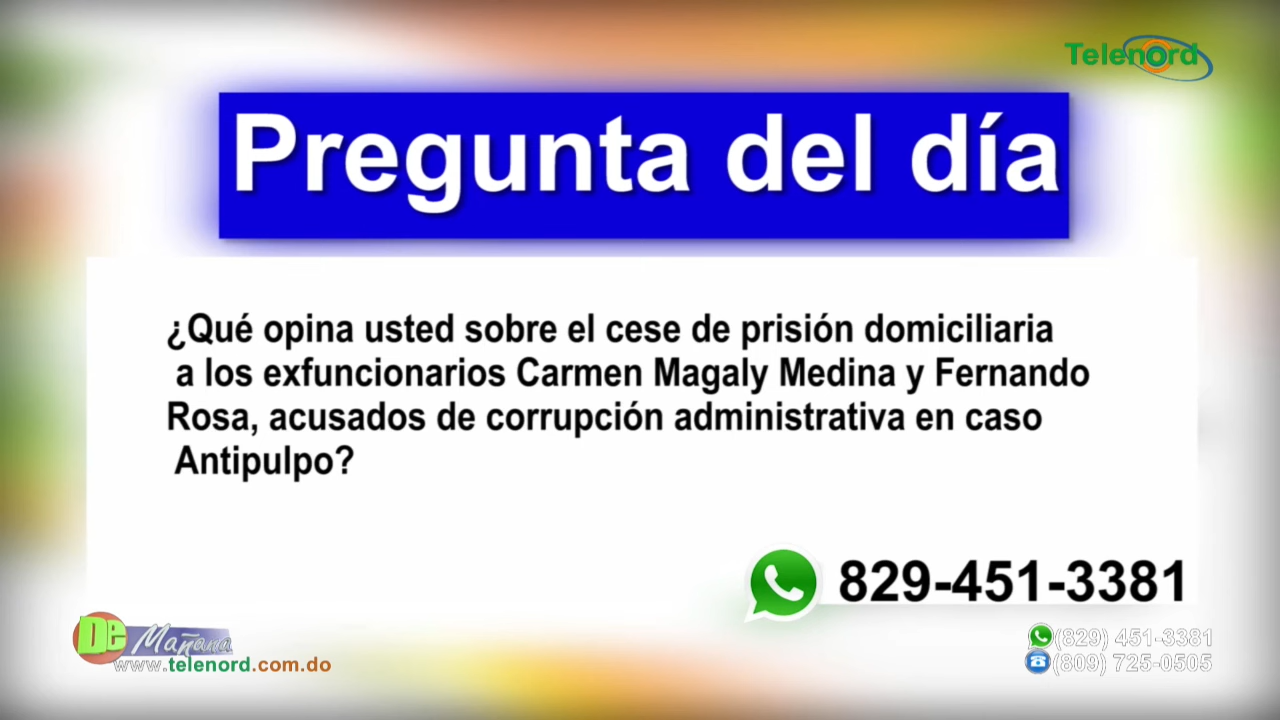 Telenord
Pregunta del día
¿Qué opina usted sobre el cese de prisión domiciliaria
a los exfuncionarios Carmen Magaly Medina y Fernando
Rosa, acusados de corrupción administrativa en caso
Antipulpo?
829-451-3381
De Mañana
www.telenord.com.do
(829) 451-3381
(809) 725-0505